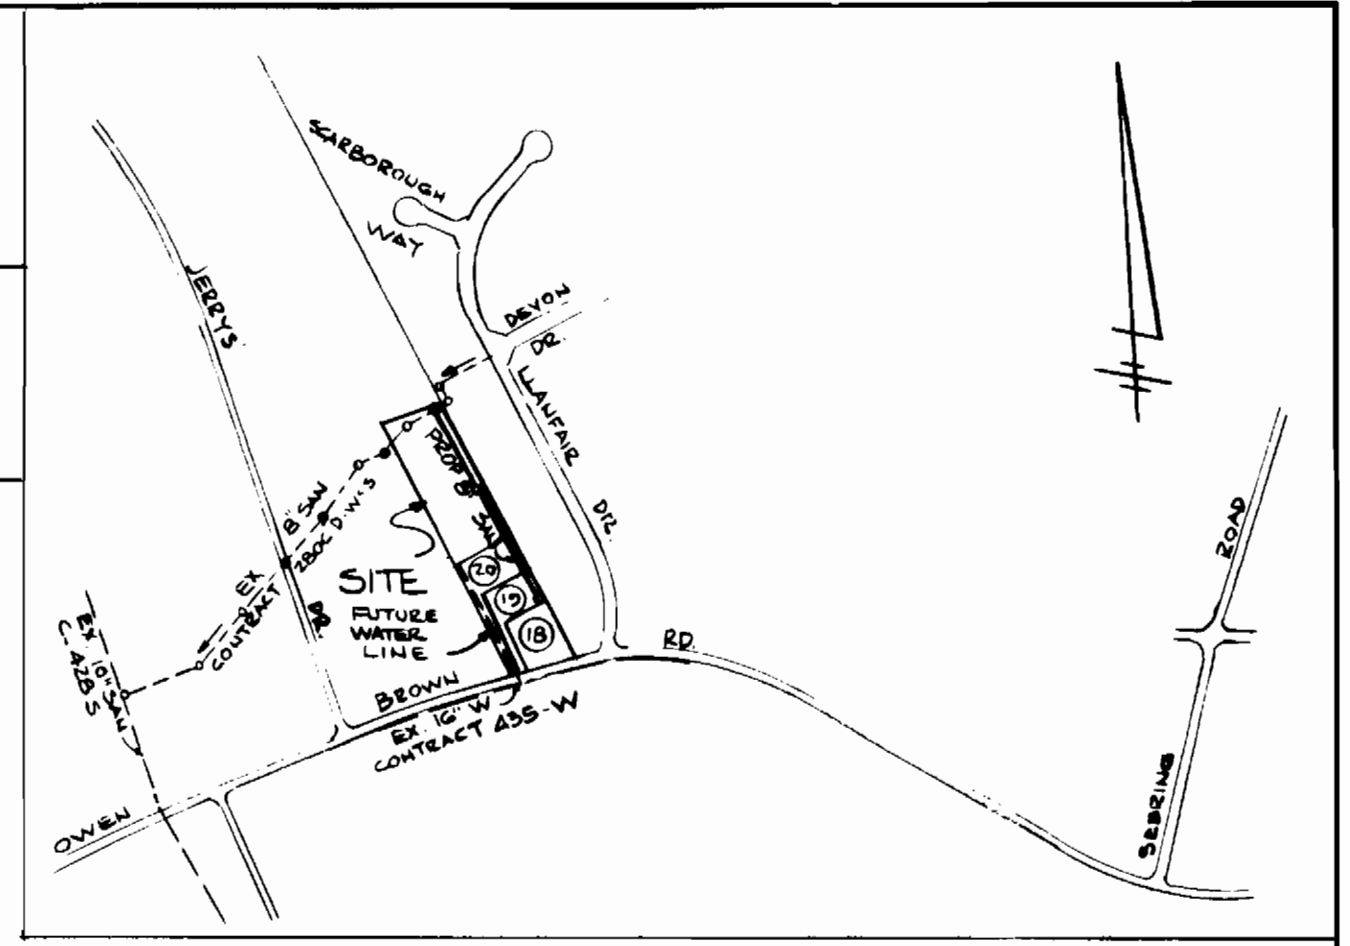 SCARBOROUGH
WAY
JERRYS
DR.
DEVON
DR.
LLANFAIR
DR.
PROP 8" SAN
8" SAN
280C D.W&S
EX
CONTRACT
SITE
FUTURE
WATER
LINE
20
19
18
EX. 10" SAN
C-428 S
BROWN
RD.
EX. 16" W
CONTRACT 435-W
OWEN
ROAD
SEBRING